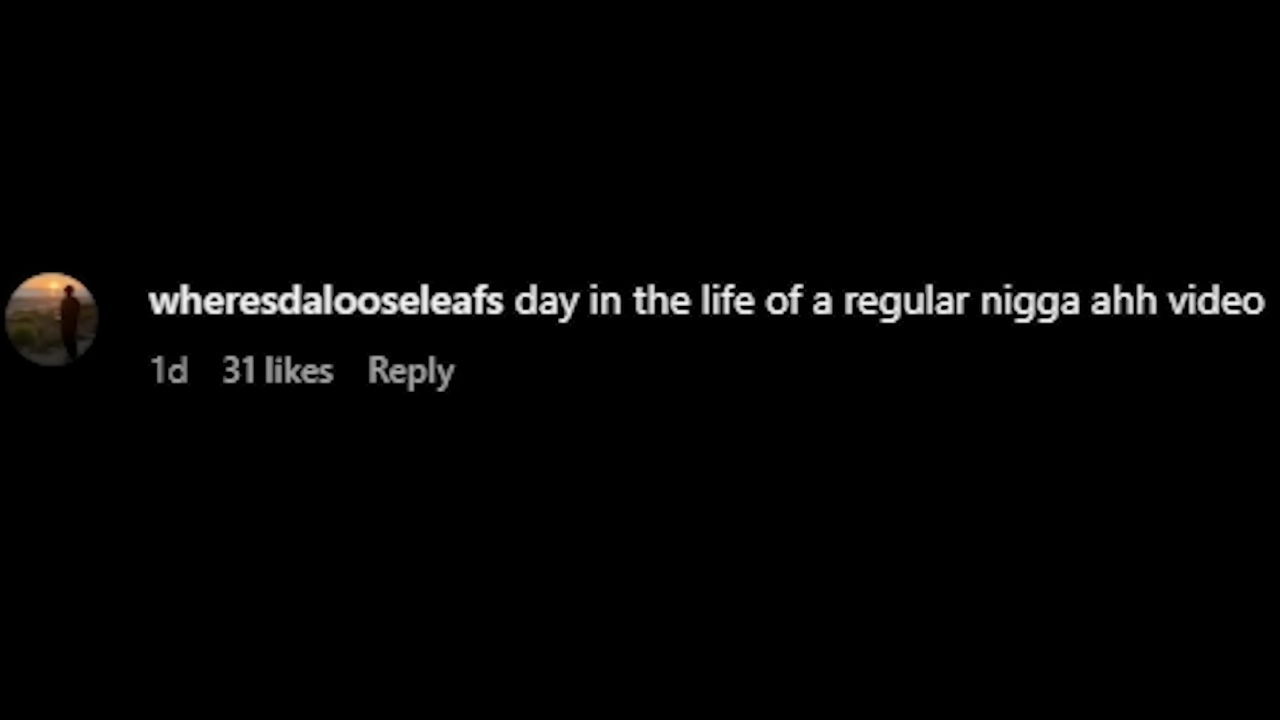 wheresdalooseleafs day in the life of a regular nigga ahh video
1d 31 likes Reply